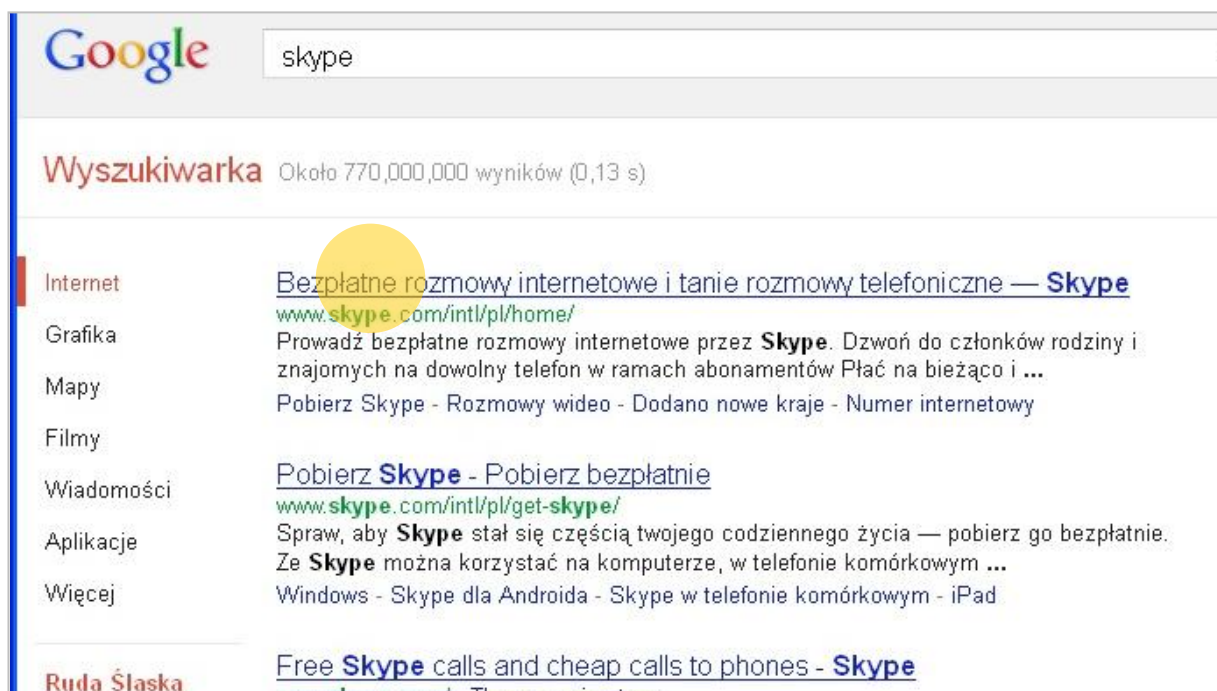 Google
skype
Wyszukiwarka Około 770,000,000 wyników (0,13 s)
Internet
Grafika
Mapy
Filmy
Wiadomości
Aplikacje
Więcej
Ruda Śląska
Bezpłatne rozmowy internetowe i tanie rozmowy telefoniczne — Skype
www.skype.com/intl/pl/home/
Prowadź bezpłatne rozmowy internetowe przez Skype. Dzwoń do członków rodziny i
znajomych na dowolny telefon w ramach abonamentów Płać na bieżąco i ...
Pobierz Skype - Rozmowy wideo - Dodano nowe kraje - Numer internetowy
Pobierz Skype - Pobierz bezpłatnie
www.skype.com/intl/pl/get-skype/
Spraw, aby Skype stał się częścią twojego codziennego życia — pobierz go bezpłatnie.
Ze Skype można korzystać na komputerze, w telefonie komórkowym ...
Windows - Skype dla Androida - Skype w telefonie komórkowym - iPad
Free Skype calls and cheap calls to phones - Skype